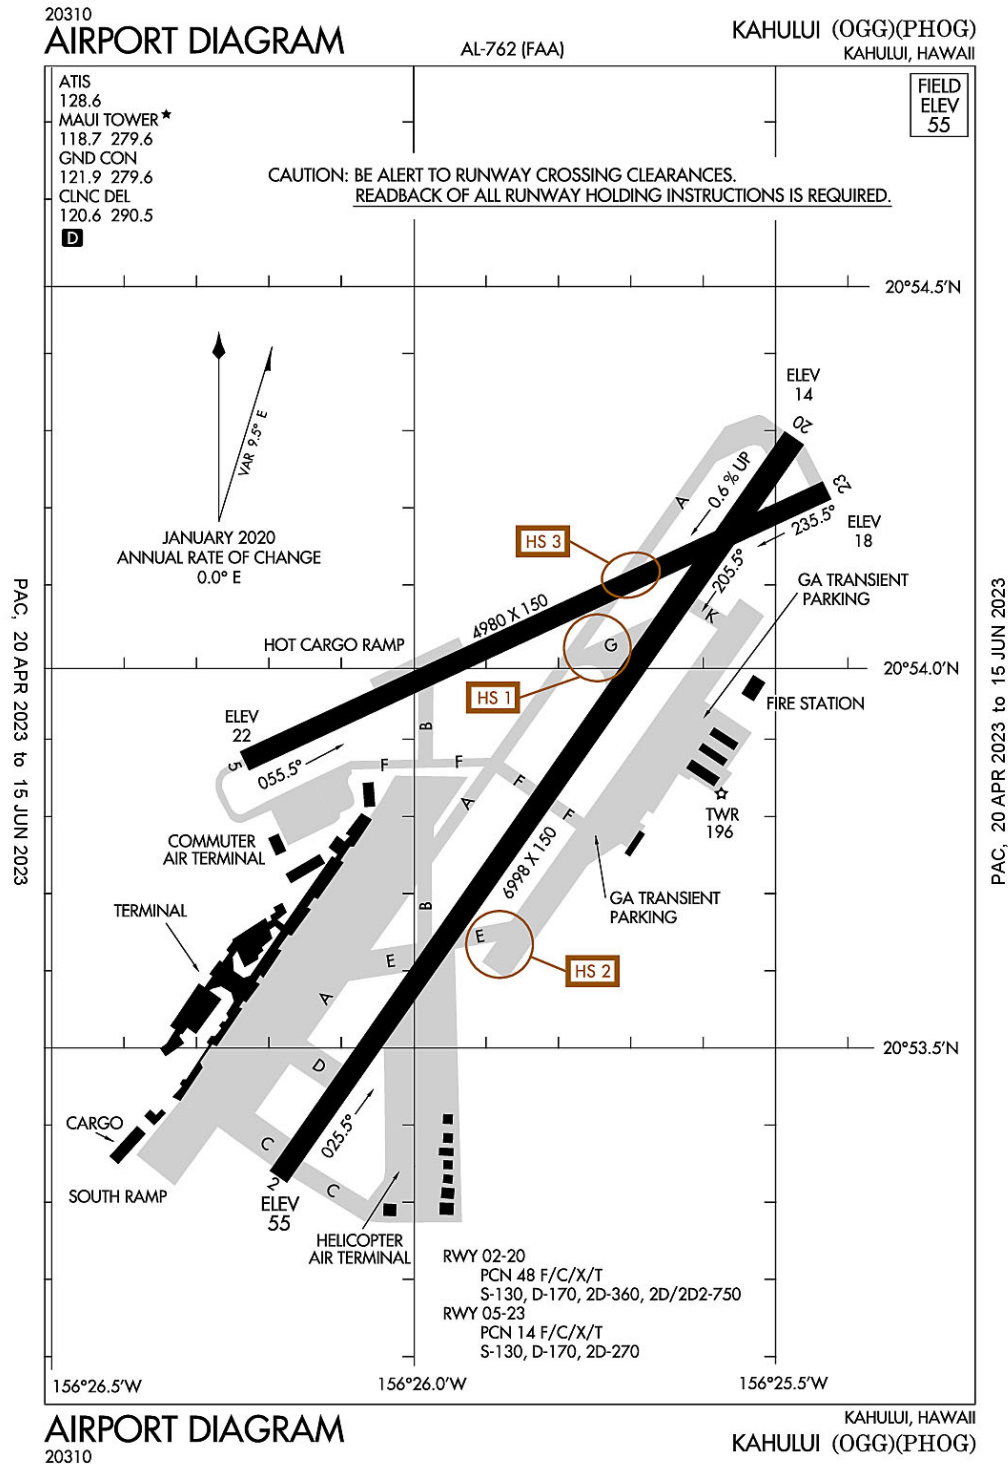 20310
AIRPORT DIAGRAM
AL-762 (FAA)
KAHULUI (OGG)(PHOG)
KAHULUI, HAWAII
ATIS
128.6
MAUI TOWER★
118.7 279.6
GND CON
121.9 279.6
CLNC DEL
120.6 290.5
D
FIELD
ELEV
55
CAUTION: BE ALERT TO RUNWAY CROSSING CLEARANCES.
READBACK OF ALL RUNWAY HOLDING INSTRUCTIONS IS REQUIRED.
20°54.5'N
VAR 9.5° E
JANUARY 2020
ANNUAL RATE OF CHANGE
0.0° E
ELEV
14
20
0.6% UP
A
23
235.5°
ELEV
18
HS 3
205.5°
GA TRANSIENT
PARKING
K
4980 X 150
HOT CARGO RAMP
G
20°54.0'N
HS 1
FIRE STATION
ELEV
22
5
055.5°
B
F
F
F
F
A
TWR
196
COMMUTER
AIR TERMINAL
6998 X 150
GA TRANSIENT
PARKING
TERMINAL
B
E
E
HS 2
A
20°53.5'N
D
025.5°
CARGO
C
C
2
SOUTH RAMP
ELEV
55
HELICOPTER
AIR TERMINAL
RWY 02-20
PCN 48 F/C/X/T
S-130, D-170, 2D-360, 2D/2D2-750
RWY 05-23
PCN 14 F/C/X/T
S-130, D-170, 2D-270
156°26.5'W
156°26.0'W
156°25.5'W
PAC, 20 APR 2023 to 15 JUN 2023
PAC, 20 APR 2023 to 15 JUN 2023
AIRPORT DIAGRAM
20310
KAHULUI, HAWAII
KAHULUI (OGG)(PHOG)